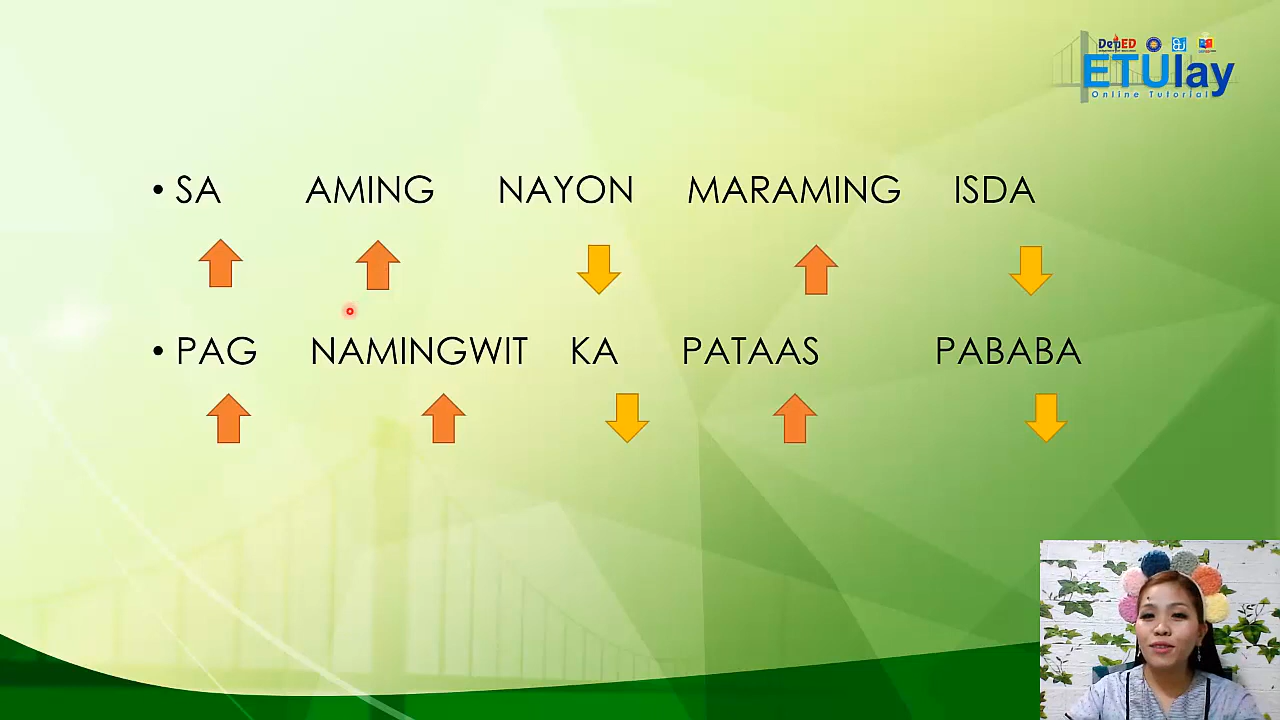 DepED
ETUlay
Online Tutorial
• SA AMING NAYON MARAMING ISDA
• PAG NAMINGWIT KA PATAAS PABABA